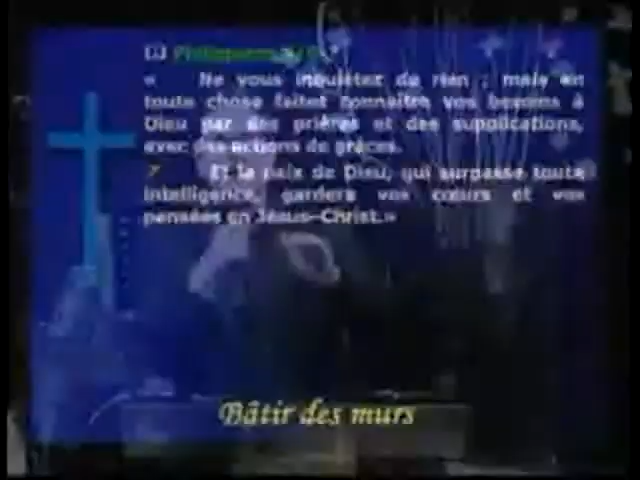 Philippiens 4/6-7
« Ne vous inquiétez de rien ; mais en
toute chose faites connaître vos besoins à
Dieu par des prières et des supplications,
avec des actions de grâces.
7 Et la paix de Dieu, qui surpasse toute
intelligence, gardera vos cœurs et vos
pensées en Jésus-Christ.»
Bâtir des murs